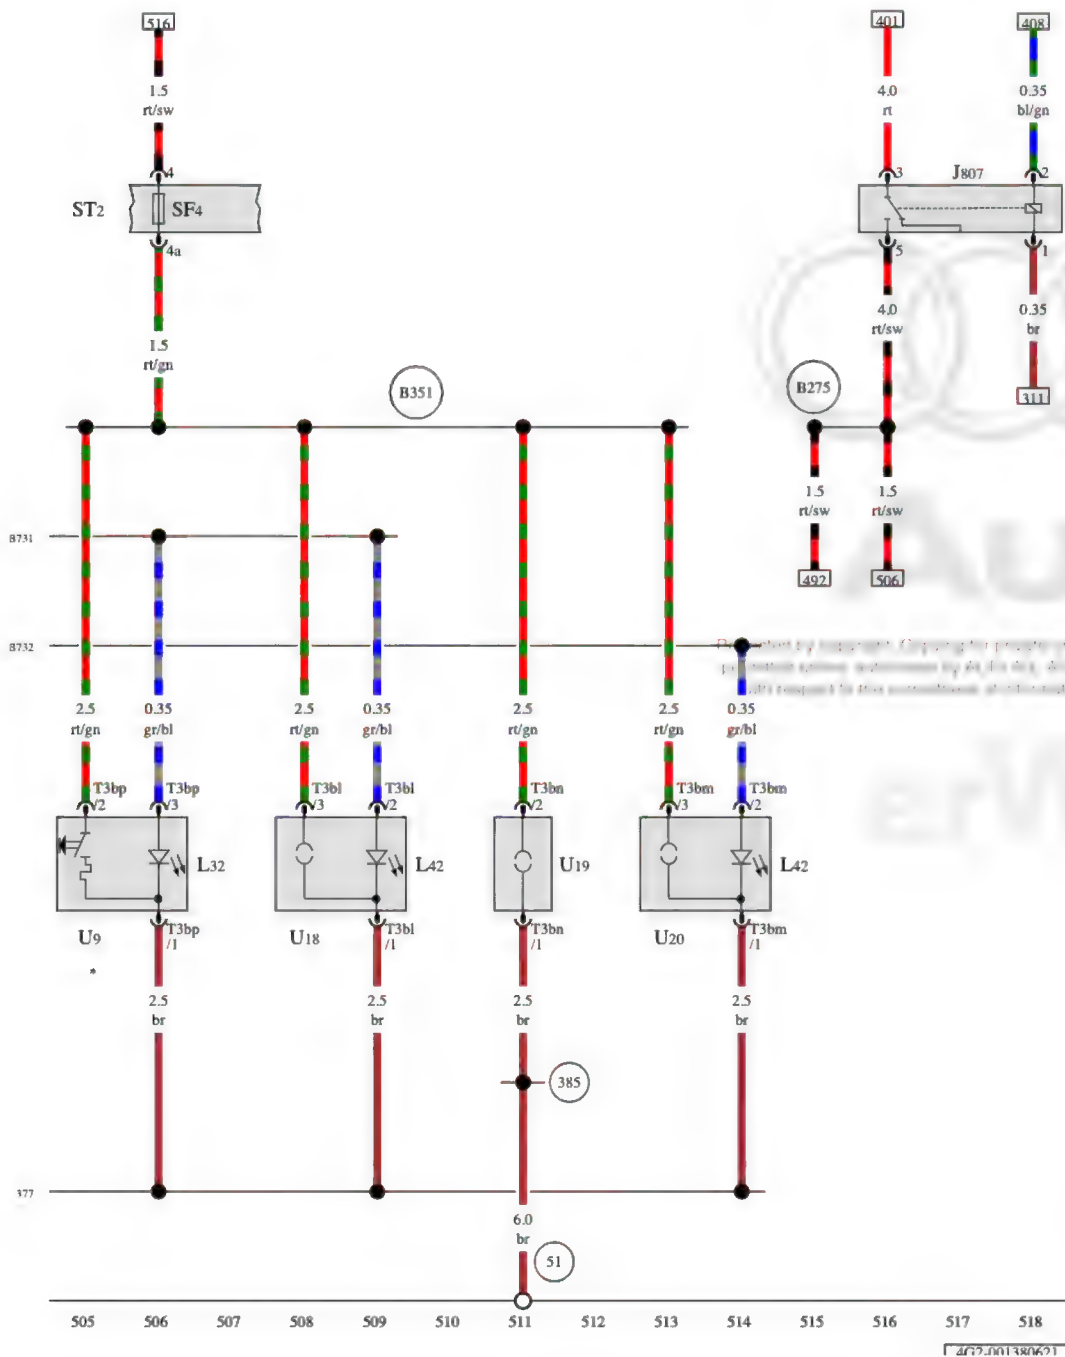 516
401
408
1.5
rt/sw
4.0
rt
0.35
bl/gn
4
3
J807
2
ST2
SF4
4a
5
1
4.0
rt/sw
0.35
br
1.5
rt/gn
B351
B275
311
1.5
rt/sw
1.5
rt/sw
B731
492
506
B732
2.5
rt/gn
0.35
gr/bl
2.5
rt/gn
0.35
gr/bl
2.5
rt/gn
2.5
rt/gn
0.35
gr/bl
T3bp
/2
T3bp
/3
T3bl
/3
T3bl
/2
T3bn
/2
T3bm
/3
T3bm
/2
L32
L42
U19
L42
U9
T3bp
/1
U18
T3bl
/1
T3bn
/1
U20
T3bm
/1
*
2.5
br
2.5
br
2.5
br
2.5
br
385
377
6.0
br
51
505 506 507 508 509 510 511 512 513 514 515 516 517 518
4G2-001380621